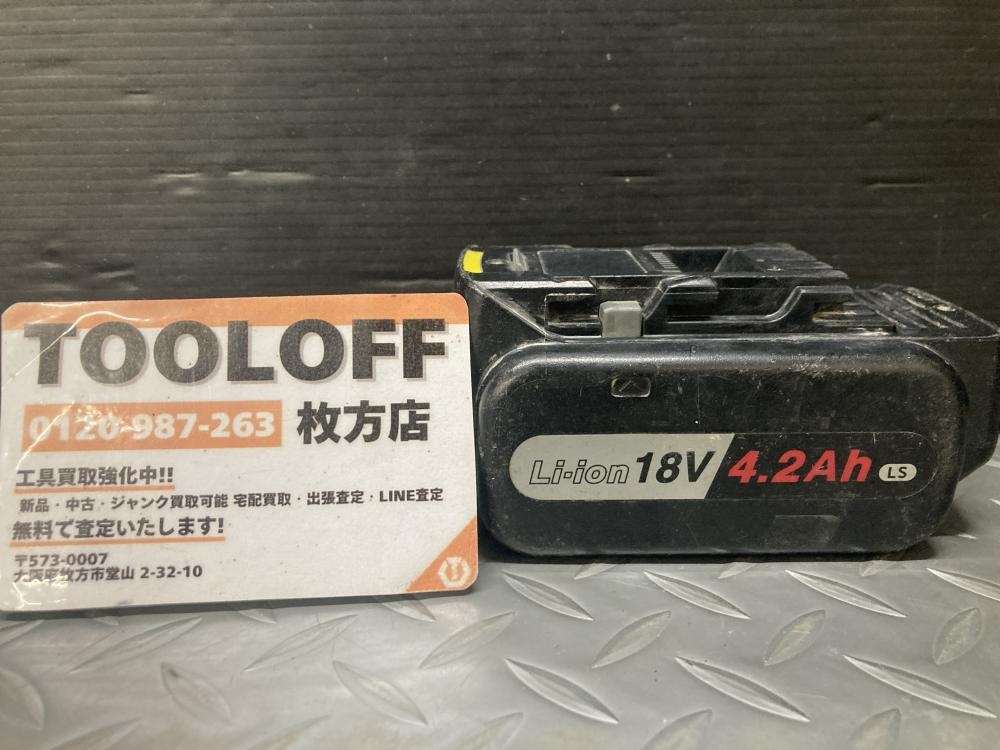 TOOLOFF
0120-987-263 枚方店
工具買取強化中!!
新品・中古・ジャンク買取可能 宅配買取・出張査定・LINE査定
無料で査定いたします!
〒573-0007
大阪府枚方市堂山 2-32-10
Li-ion 18V 4.2Ah LS